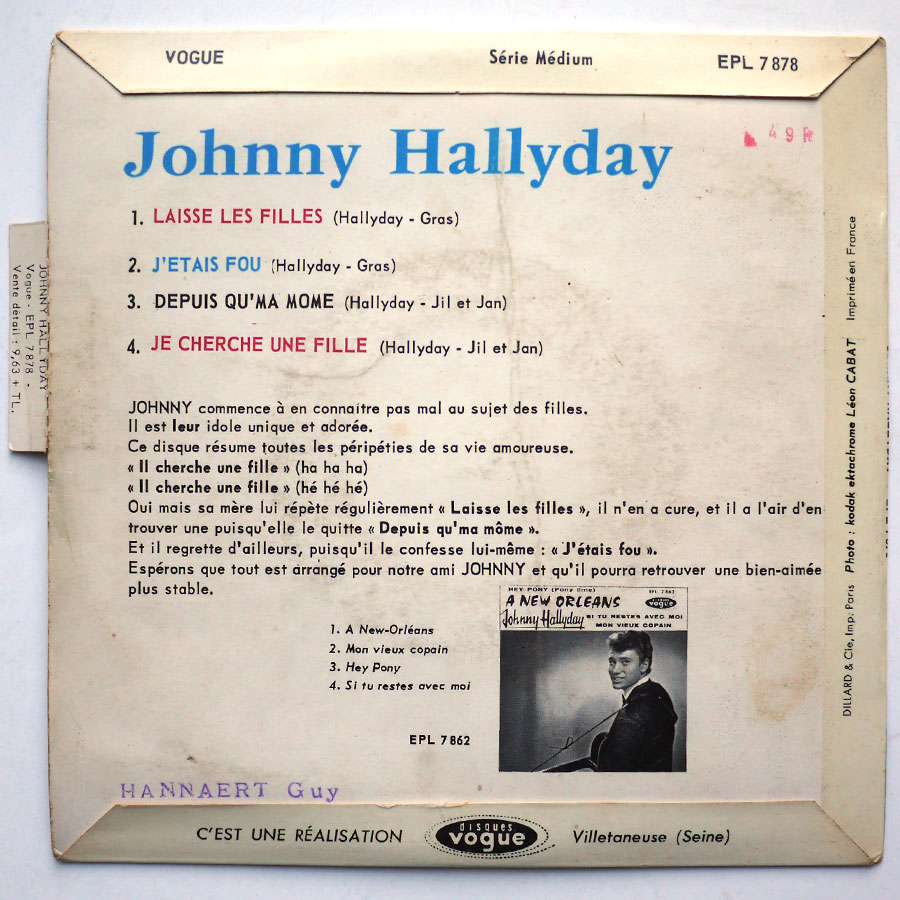 VOGUE Série Médium EPL 7 878
Johnny Hallyday
49
1. LAISSE LES FILLES (Hallyday - Gras)
2. J'ETAIS FOU (Hallyday - Gras)
3. DEPUIS QU'MA MOME (Hallyday - Jil et Jan)
4. JE CHERCHE UNE FILLE (Hallyday - Jil et Jan)
JOHNNY HALLYDAY
Vogue - EPL 7 878 -
Vente détail : 9,63 + TL.
JOHNNY commence à en connaitre pas mal au sujet des filles.
Il est leur idole unique et adorée.
Ce disque résume toutes les péripéties de sa vie amoureuse.
« Il cherche une fille » (ha ha ha)
« Il cherche une fille » (hé hé hé)
Oui mais sa mère lui répète régulièrement « Laisse les filles », il n'en a cure, et il a l'air d'en
trouver une puisqu'elle le quitte « Depuis qu'ma môme ».
Et il regrette d'ailleurs, puisqu'il le confesse lui-même : « J'étais fou ».
Espérons que tout est arrangé pour notre ami JOHNNY et qu'il pourra retrouver une bien-aimée
plus stable.
1. A New-Orléans
2. Mon vieux copain
3. Hey Pony
4. Si tu restes avec moi
EPL 7 862
HEY PONY (Pony time) EPL 7 862
A NEW ORLEANS vogue
Johnny Hallyday SI TU RESTES AVEC MOI
MON VIEUX COPAIN
DILLARD & Cie, Imp. Paris Photo : kodak ektachrome Léon CABAT Imprimé en France
HANNAERT Guy
C'EST UNE RÉALISATION disques vogue Villetaneuse (Seine)